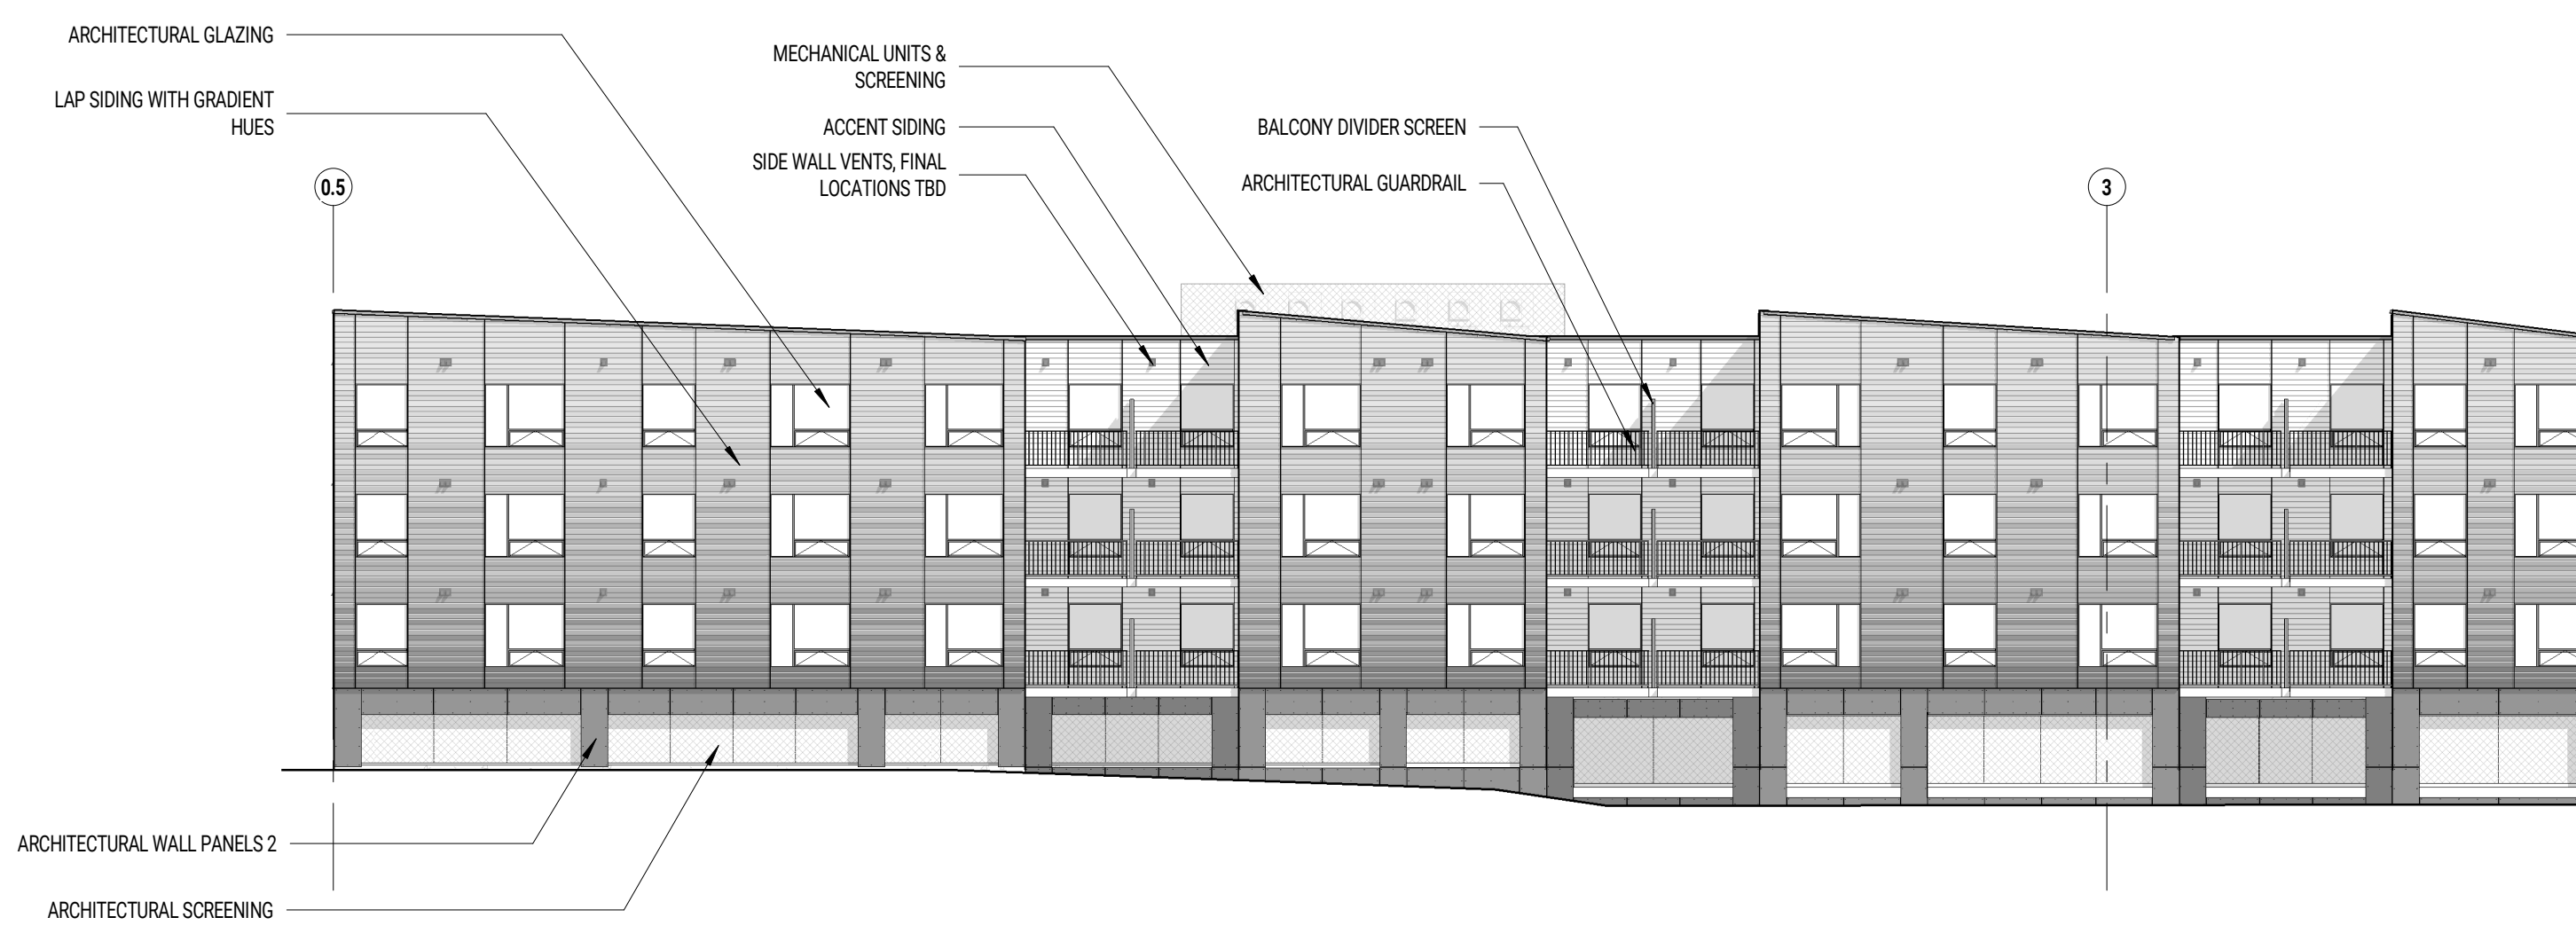 ARCHITECTURAL GLAZING
LAP SIDING WITH GRADIENT
HUES
0.5
MECHANICAL UNITS &
SCREENING
ACCENT SIDING
SIDE WALL VENTS, FINAL
LOCATIONS TBD
BALCONY DIVIDER SCREEN
ARCHITECTURAL GUARDRAIL
3
ARCHITECTURAL WALL PANELS 2
ARCHITECTURAL SCREENING